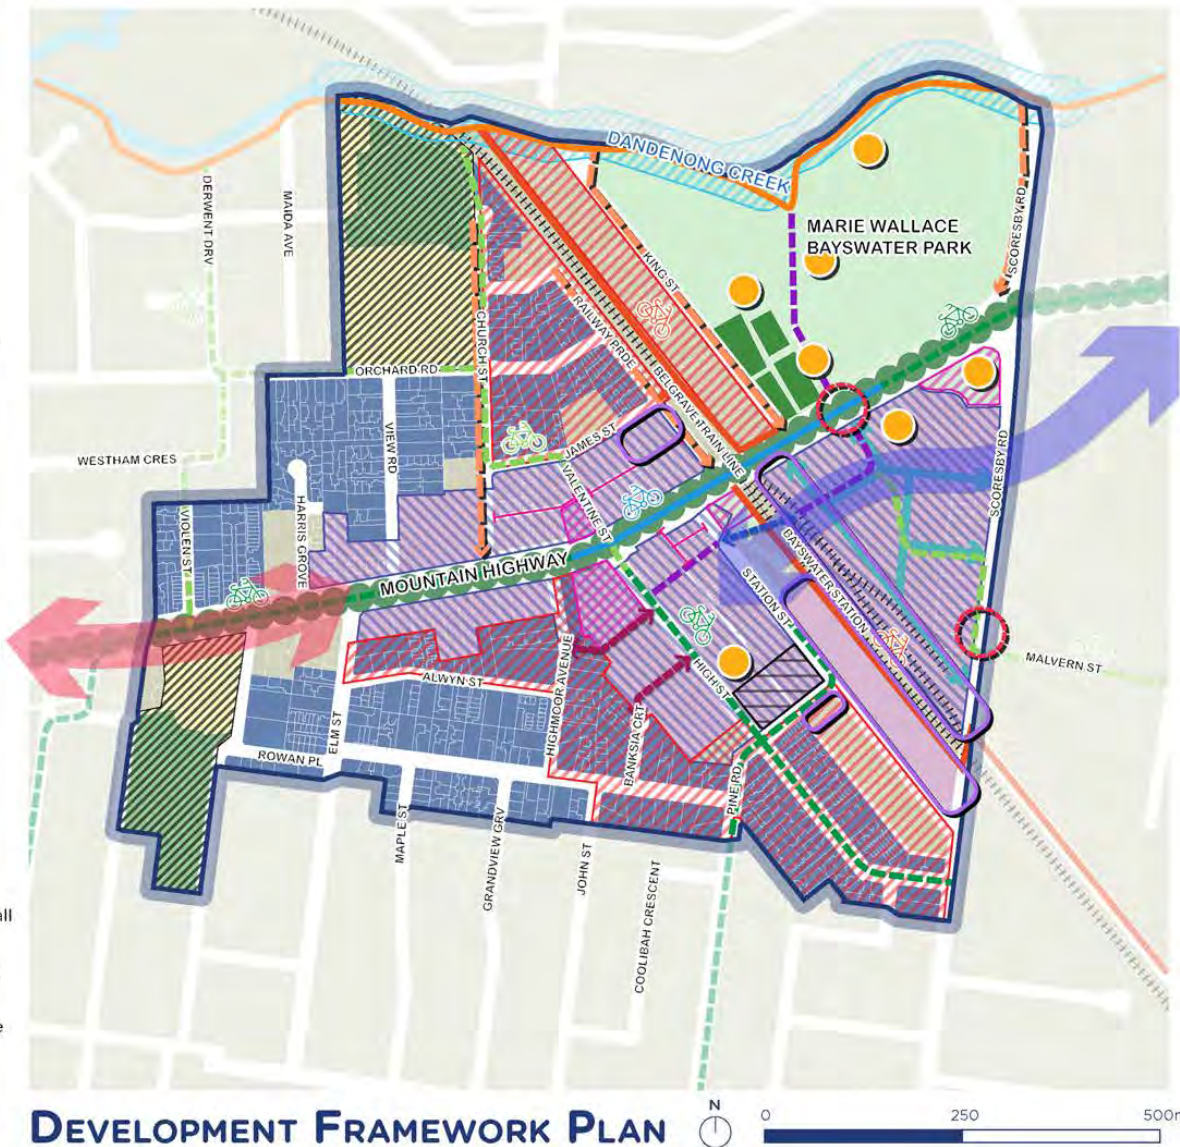 DANDENONG CREEK
MARIE WALLACE
BAYSWATER PARK
SCORESBY RD
DERWENT DRV
MAIDA AVE
KING ST
RAILWAY PRDE
CHURCH ST
ORCHARD RD
BELGRAVE TRAIN LINE
JAMES ST
VIEW RD
WESTHAM CRES
VALENTINE ST
SCORESBY RD
HARRIS GROVE
VIOLEN ST
MOUNTAIN HIGHWAY
BAYSWATER STATION
STATION ST
MALVERN ST
HIGH ST
ALWYN ST
HIGHMOOR AVENUE
BANKSIA CRT
ELM ST
ROWAN PL
PINE RD
MAPLE ST
GRANDVIEW GRV
JOHN ST
COOLIBAH CRESCENT
all
e
DEVELOPMENT FRAMEWORK PLAN
N
0 250 500m